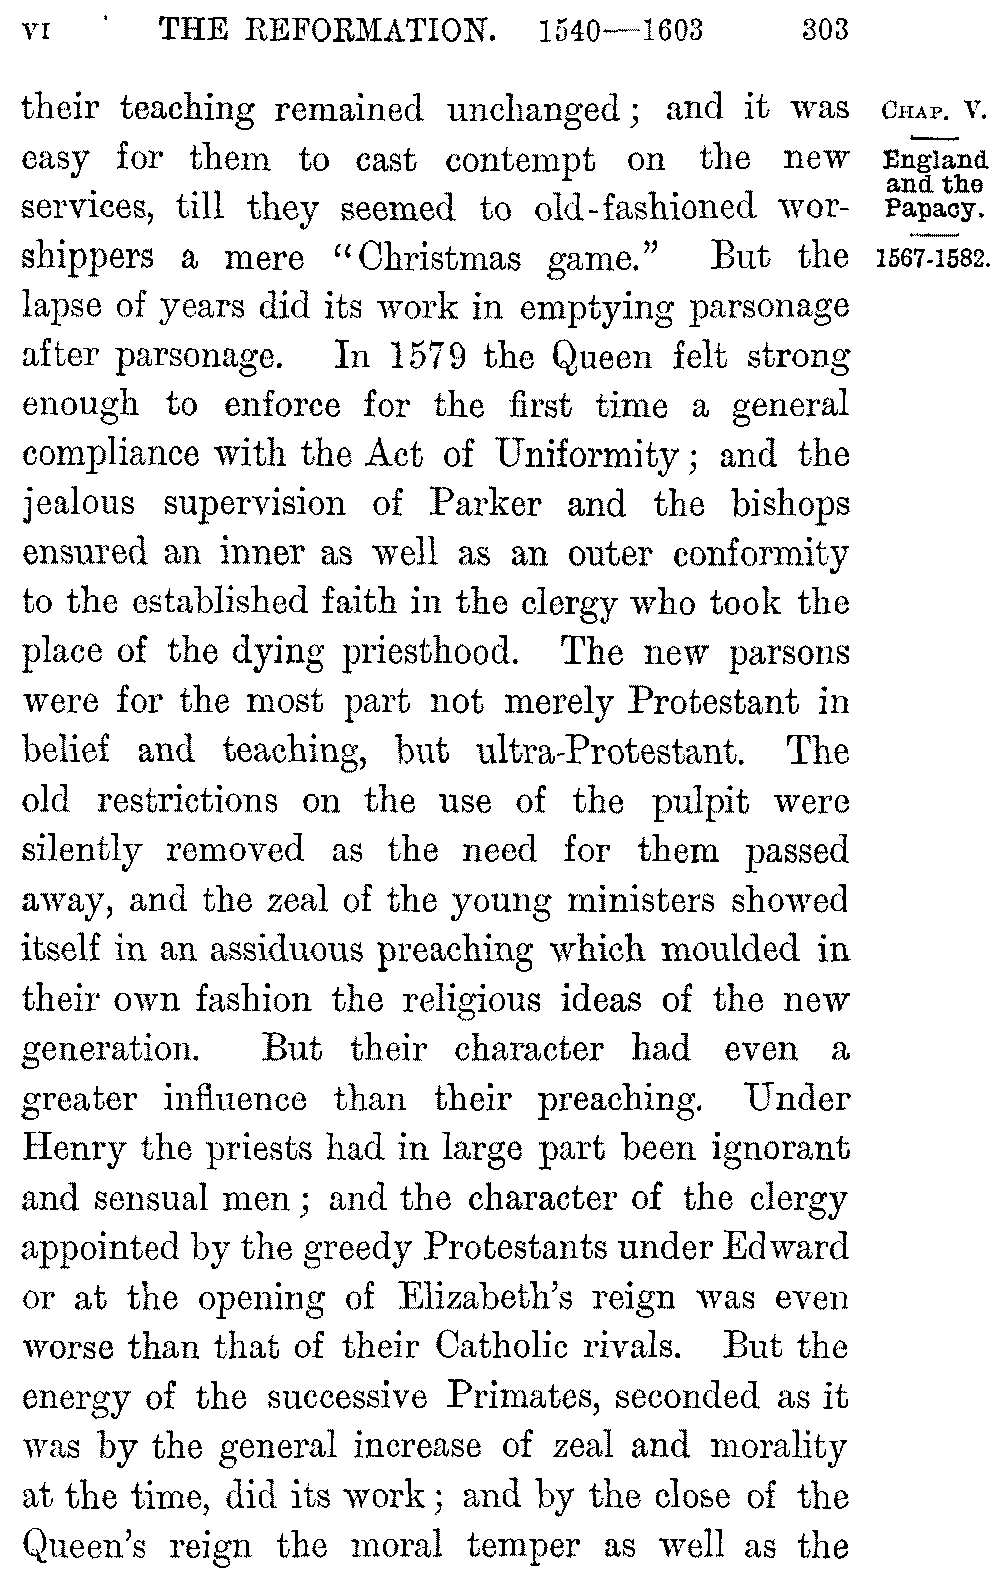 VI THE REFORMATION. 1540—1603 303
their teaching remained unchanged; and it was
easy for them to cast contempt on the new
services, till they seemed to old-fashioned wor-
shippers a mere “Christmas game.” But the
lapse of years did its work in emptying parsonage
after parsonage. In 1579 the Queen felt strong
enough to enforce for the first time a general
compliance with the Act of Uniformity; and the
jealous supervision of Parker and the bishops
ensured an inner as well as an outer conformity
to the established faith in the clergy who took the
place of the dying priesthood. The new parsons
were for the most part not merely Protestant in
belief and teaching, but ultra-Protestant. The
old restrictions on the use of the pulpit were
silently removed as the need for them passed
away, and the zeal of the young ministers showed
itself in an assiduous preaching which moulded in
their own fashion the religious ideas of the new
generation. But their character had even a
greater influence than their preaching. Under
Henry the priests had in large part been ignorant
and sensual men; and the character of the clergy
appointed by the greedy Protestants under Edward
or at the opening of Elizabeth’s reign was even
worse than that of their Catholic rivals. But the
energy of the successive Primates, seconded as it
was by the general increase of zeal and morality
at the time, did its work; and by the close of the
Queen’s reign the moral temper as well as the
CHAP. V.
England
and the
Papacy.
1567-1582.